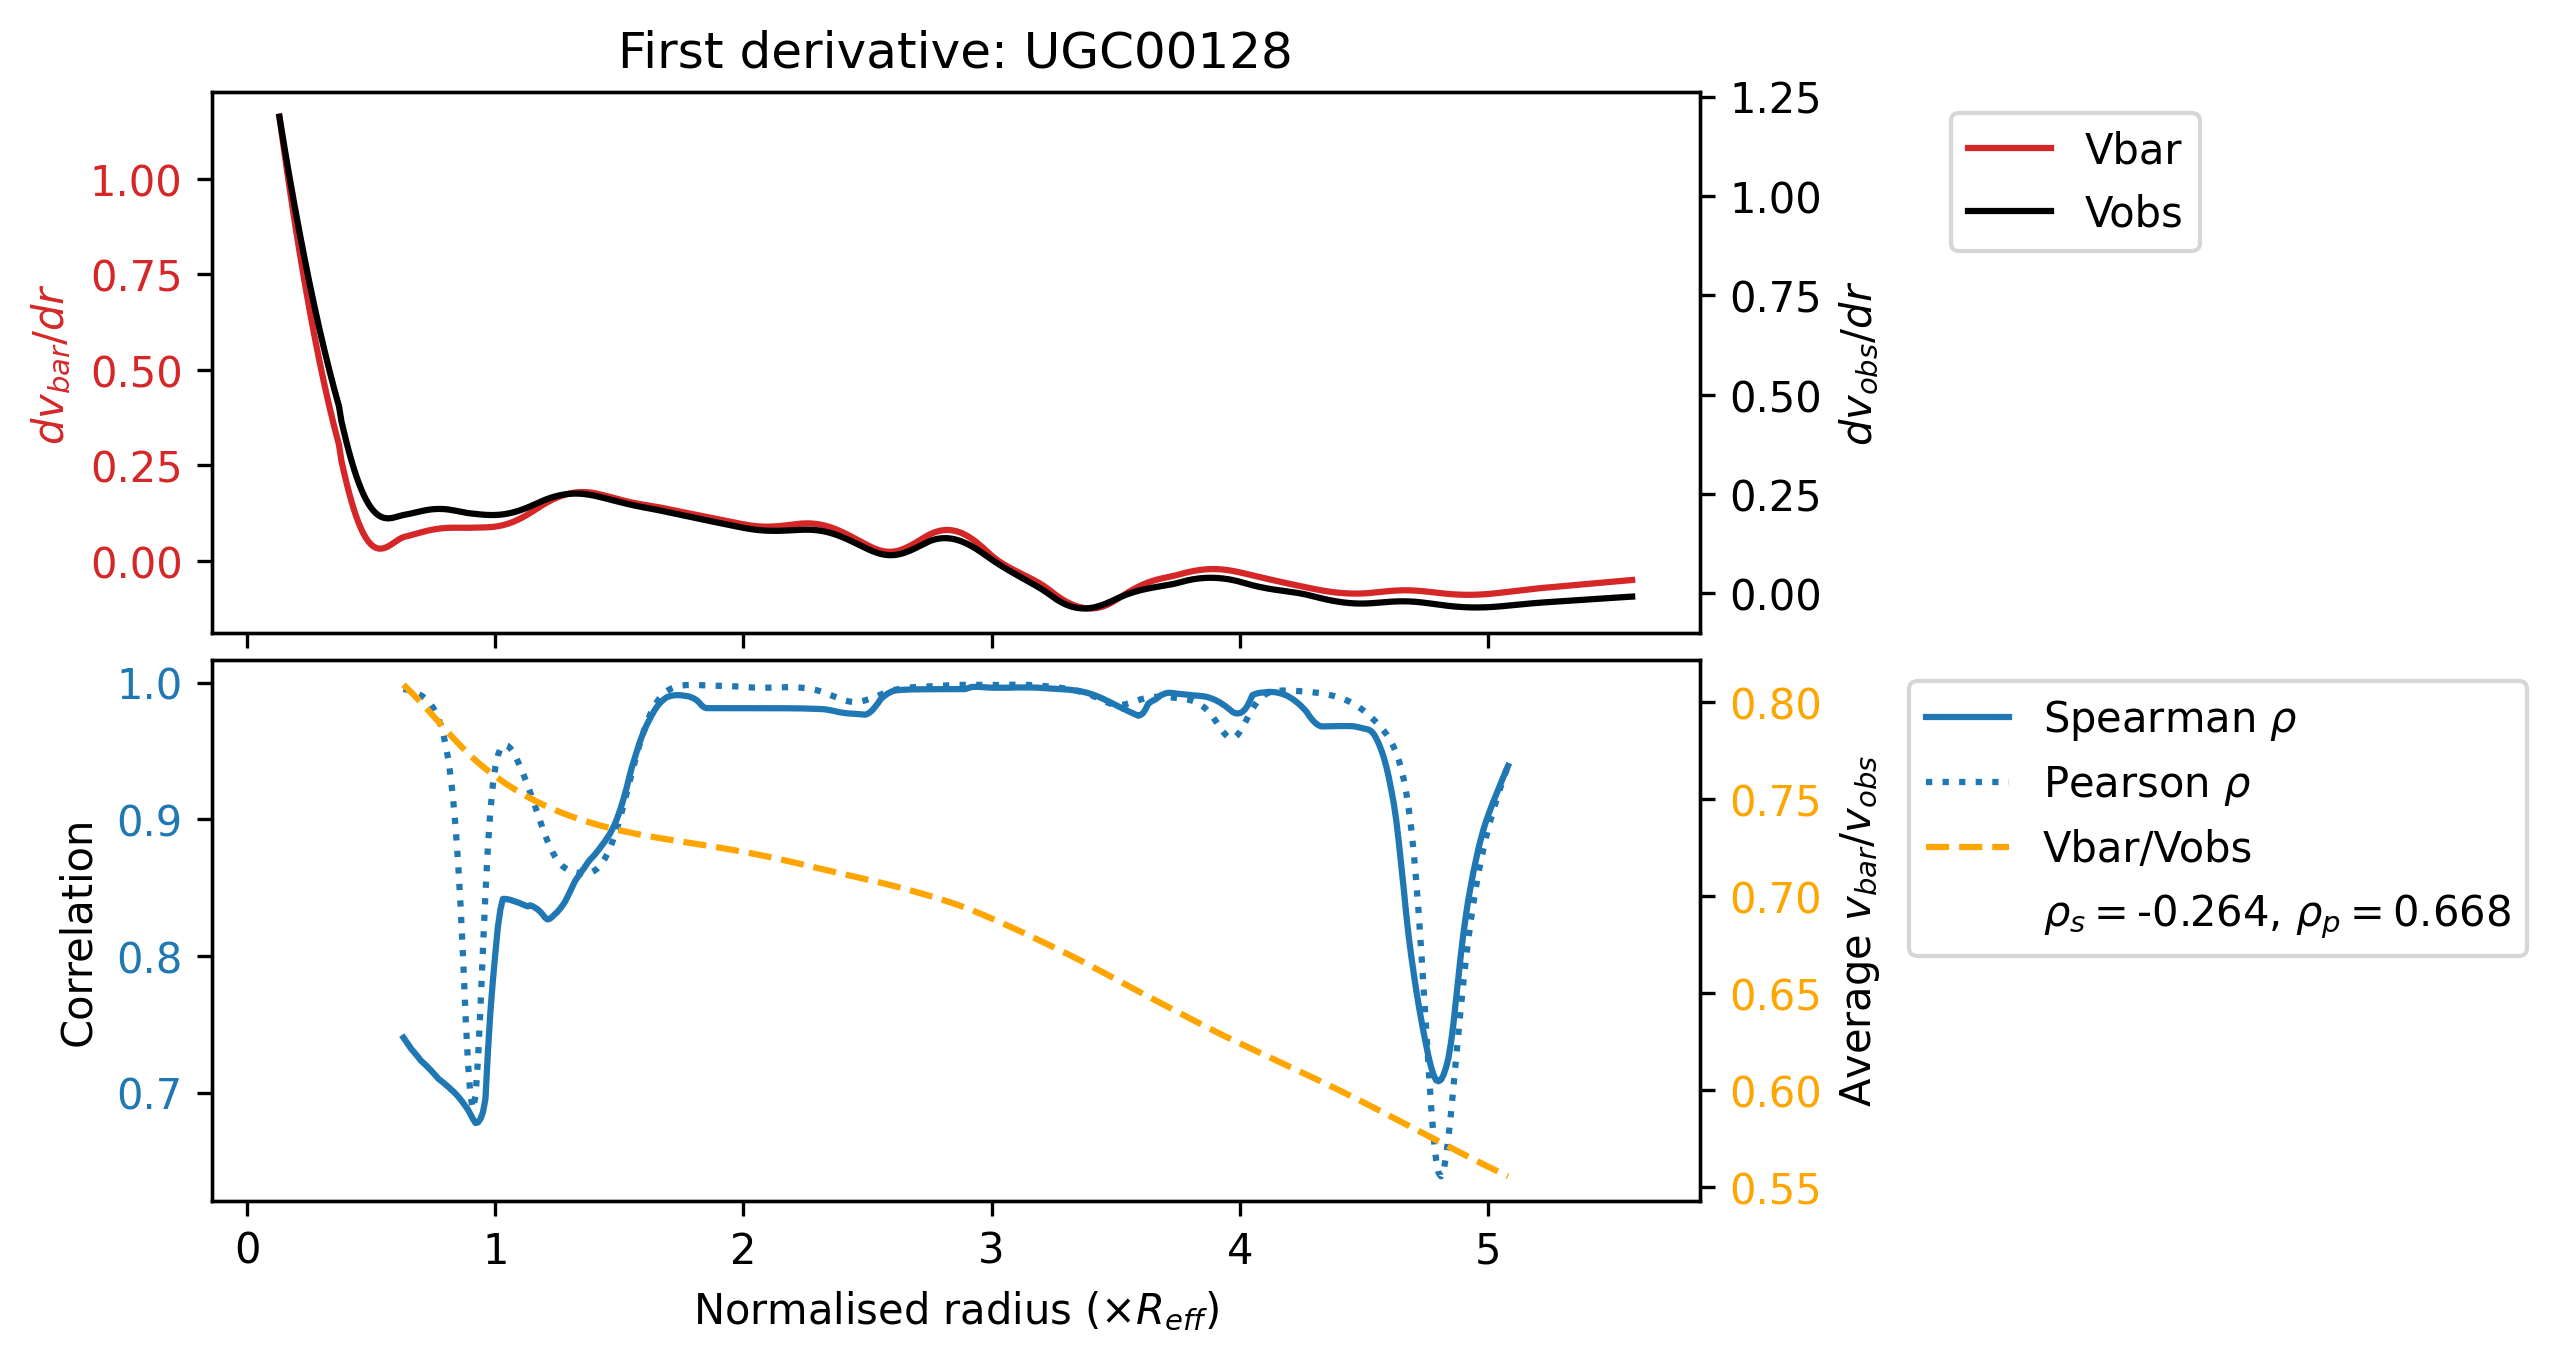 First derivative: UGC00128
1.00
0.75
0.50
0.25
0.00
dv_bar/dr
1.25
1.00
0.75
0.50
0.25
0.00
dv_obs/dr
Vbar
Vobs
1.0
0.9
0.8
0.7
Correlation
0.80
0.75
0.70
0.65
0.60
0.55
Average v_bar/v_obs
Spearman ρ
Pearson ρ
Vbar/Vobs
ρ_s = -0.264, ρ_p = 0.668
0 1 2 3 4 5
Normalised radius (×R_eff)